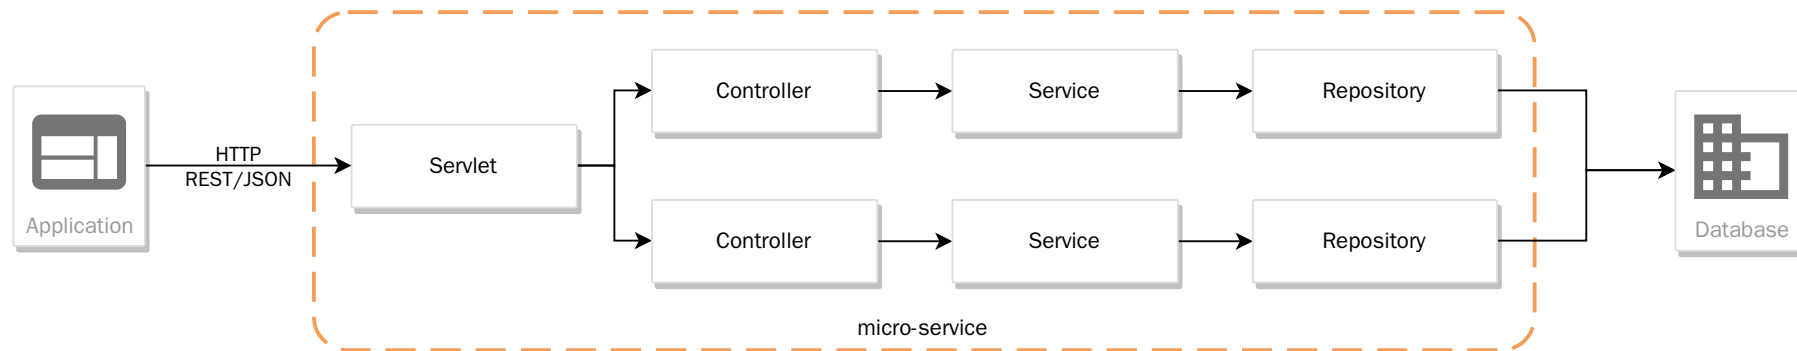 Application
HTTP
REST/JSON
Servlet
Controller
Service
Repository
Controller
Service
Repository
micro-service
Database